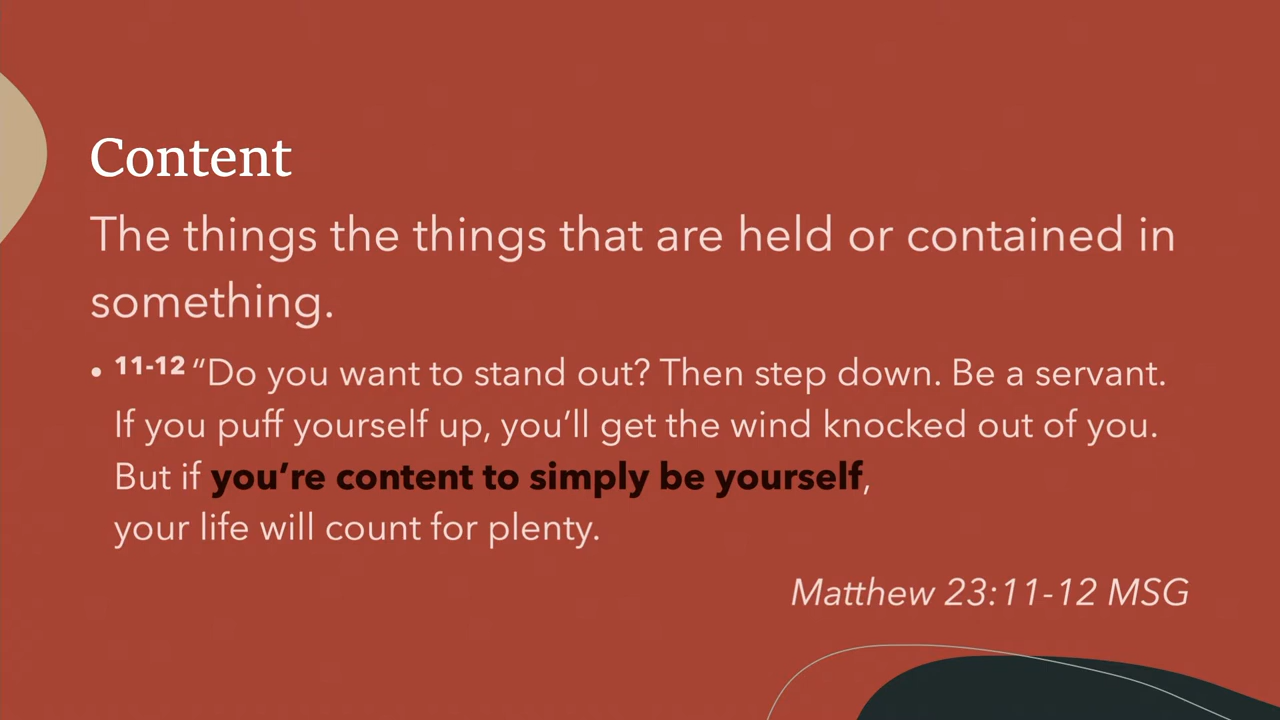 Content
The things the things that are held or contained in
something.
• 11-12 “Do you want to stand out? Then step down. Be a servant.
If you puff yourself up, you’ll get the wind knocked out of you.
But if you’re content to simply be yourself,
your life will count for plenty.
Matthew 23:11-12 MSG